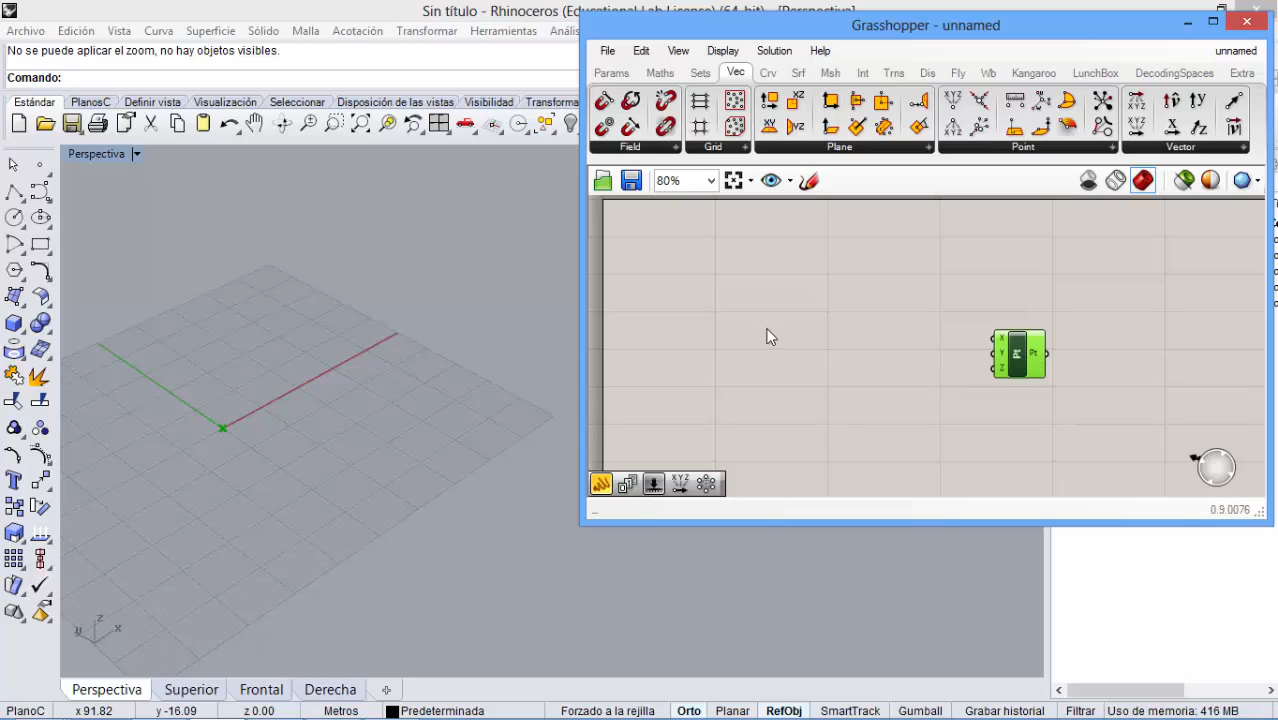 Sin título - Rhinoceros (Educational Lab License) (64-bit) - [Perspectiva]
Archivo Edición Vista Curva Superficie Sólido Malla Acotación Transformar Herramientas
No se puede aplicar el zoom, no hay objetos visibles.
Comando:
Estándar PlanosC Definir vista Visualización Seleccionar Disposición de las vistas Visibilidad
Perspectiva
Grasshopper - unnamed
File Edit View Display Solution Help unnamed
Params Maths Sets Vec Crv Srf Msh Int Trns Dis Fly Wb Kangaroo LunchBox DecodingSpaces Extra
Field Grid Plane Point Vector
80%
X
Y
Z
Pt
Pt
0.9.0076
z
y x
Perspectiva Superior Frontal Derecha
PlanoC x 91.82 y -16.09 z 0.00 Metros Predeterminada Forzado a la rejilla Orto Planar RefObj SmartTrack Gumball Grabar historial Filtrar Uso de memoria: 416 MB